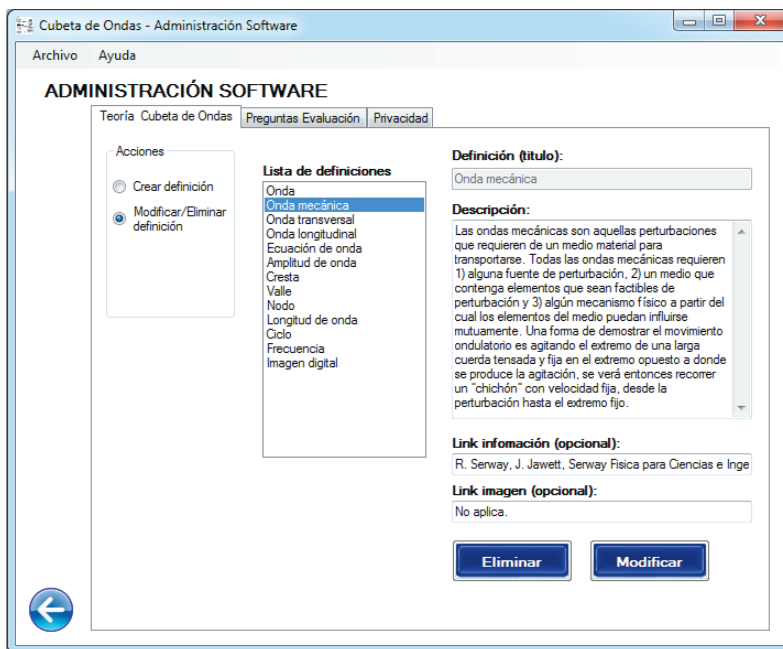 Cubeta de Ondas - Administración Software
Archivo Ayuda
ADMINISTRACIÓN SOFTWARE
Teoría Cubeta de Ondas Preguntas Evaluación Privacidad
Acciones
Crear definición
Modificar/Eliminar
definición
Lista de definiciones
Onda
Onda mecánica
Onda transversal
Onda longitudinal
Ecuación de onda
Amplitud de onda
Cresta
Valle
Nodo
Longitud de onda
Ciclo
Frecuencia
Imagen digital
Definición (titulo):
Onda mecánica
Descripción:
Las ondas mecánicas son aquellas perturbaciones
que requieren de un medio material para
transportarse. Todas las ondas mecánicas requieren
1) alguna fuente de perturbación, 2) un medio que
contenga elementos que sean factibles de
perturbación y 3) algún mecanismo físico a partir del
cual los elementos del medio puedan influirse
mutuamente. Una forma de demostrar el movimiento
ondulatorio es agitando el extremo de una larga
cuerda tensada y fija en el extremo opuesto a donde
se produce la agitación, se verá entonces recorrer
un "chichón" con velocidad fija, desde la
perturbación hasta el extremo fijo.
Link infomación (opcional):
R. Serway, J. Jawett, Serway Fisica para Ciencias e Inge
Link imagen (opcional):
No aplica.
Eliminar Modificar